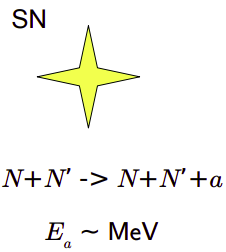 SN
N+N' -> N+N'+a
E_a ~ MeV